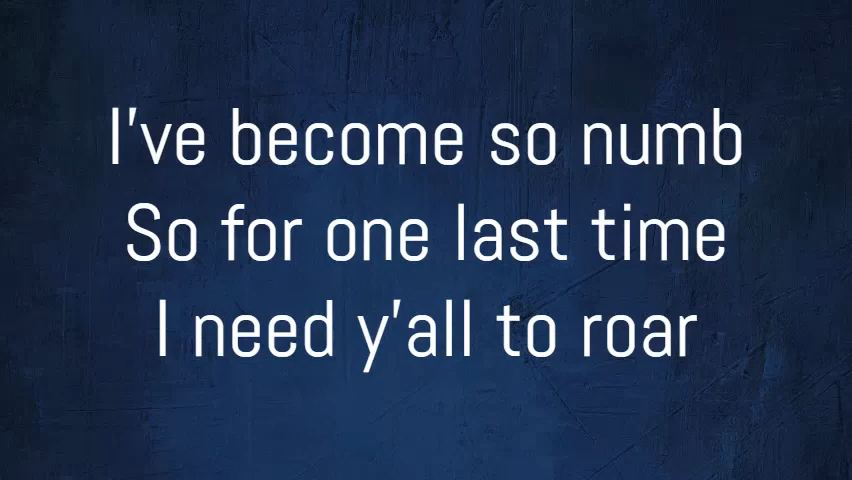 I've become so numb
So for one last time
I need y'all to roar